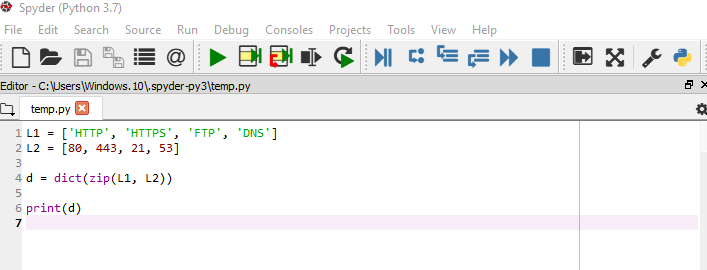 Spyder (Python 3.7)
File Edit Search Source Run Debug Consoles Projects Tools View Help
Editor - C:\Users\Windows.10\.spyder-py3\temp.py
temp.py
1 L1 = ['HTTP', 'HTTPS', 'FTP', 'DNS']
2 L2 = [80, 443, 21, 53]
3
4 d = dict(zip(L1, L2))
5
6 print(d)
7